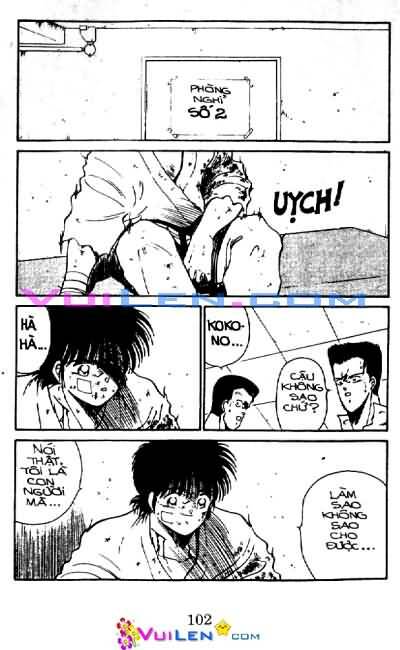 PHÒNG
NGHỈ
SỐ 2
UỴCH!
VUILEN.COM
HÀ
HÀ...
KOKO-
NO...
CẬU
KHÔNG
SAO
CHỨ?
NÓI
THẬT,
TÔI LÀ
CON
NGƯỜI
MÀ...
LÀM
SAO
KHÔNG
SAO
CHO
ĐƯỢC...
102
VUILEN.COM